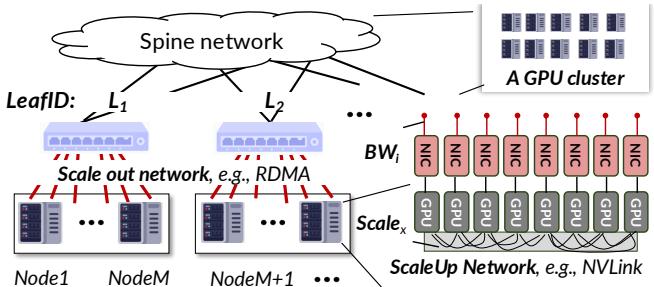 Spine network
A GPU cluster
LeafID: L1 L2 •••
Scale out network, e.g., RDMA
BWi
NIC NIC NIC NIC NIC NIC NIC NIC
GPU GPU GPU GPU GPU GPU GPU GPU
Scalex
••• •••
ScaleUp Network, e.g., NVLink
Node1 NodeM NodeM+1 •••